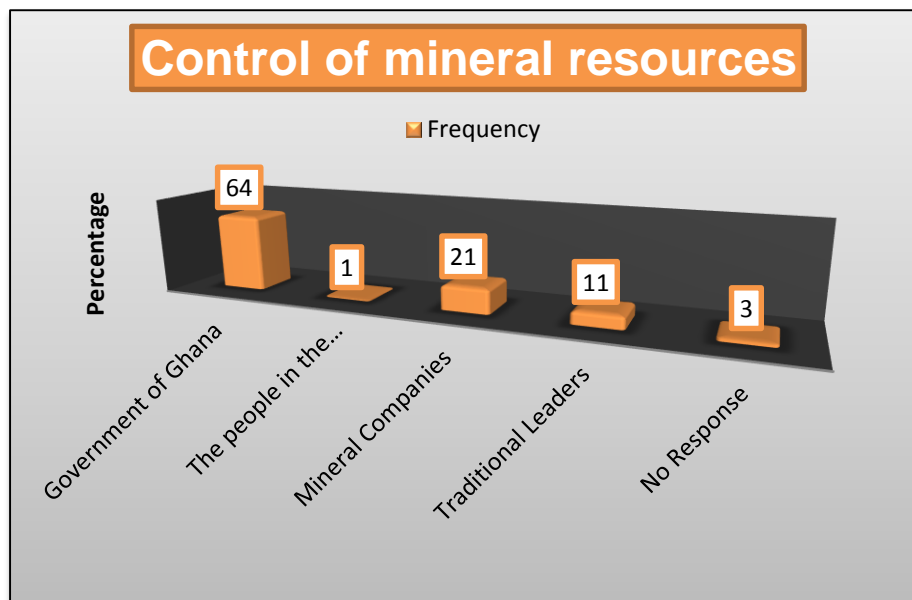 Control of mineral resources
Frequency
Percentage
64
1
21
11
3
Government of Ghana
The people in the...
Mineral Companies
Traditional Leaders
No Response